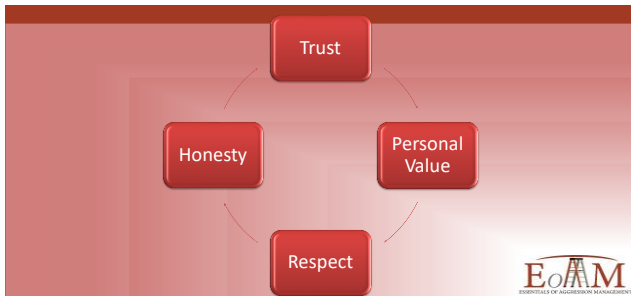 Trust
Honesty
Personal
Value
Respect
EoAM
ESSENTIALS OF AGGRESSION MANAGEMENT